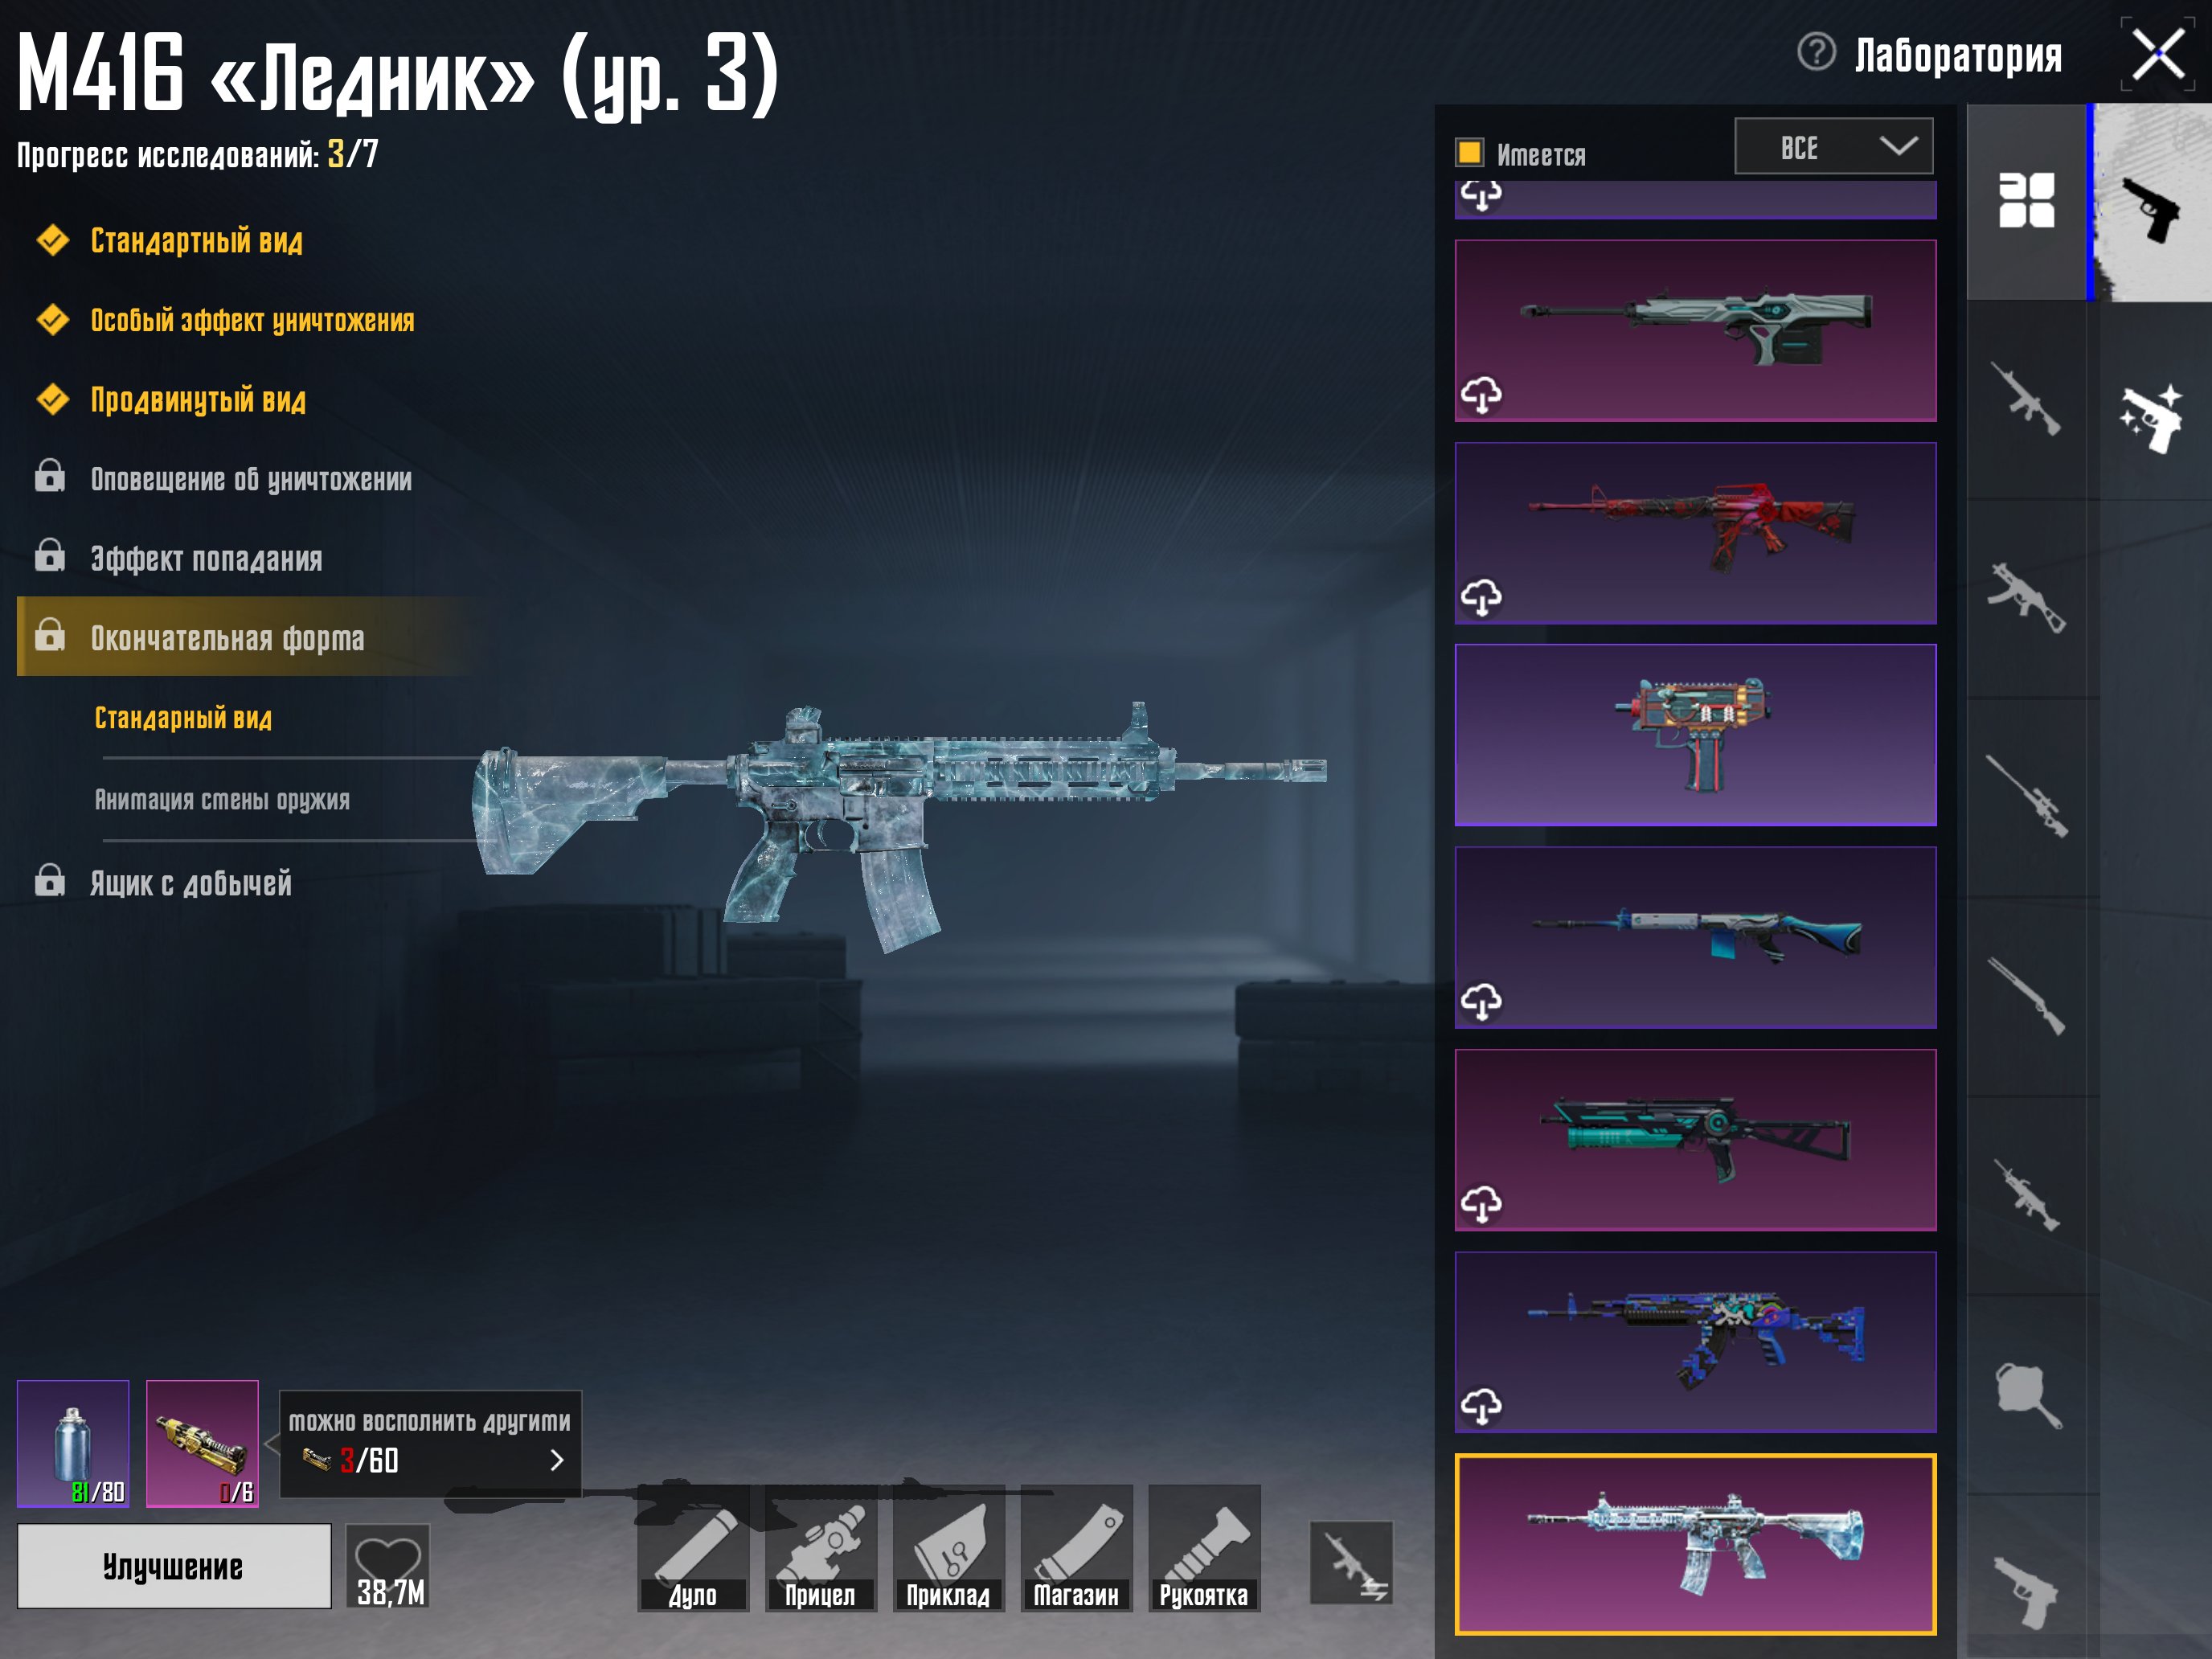 M416 «Ледник» (ур. 3)
Прогресс исследований: 3/7
Стандартный вид
Особый эффект уничтожения
Продвинутый вид
Оповещение об уничтожении
Эффект попадания
Окончательная форма
Стандарный вид
Анимация смены оружия
Ящик с добычей
81/80
0/6
можно восполнить другими
3/60
Улучшение
38,7M
Дуло
Прицел
Приклад
Магазин
Рукоятка
? Лаборатория
Имеется
ВСЕ